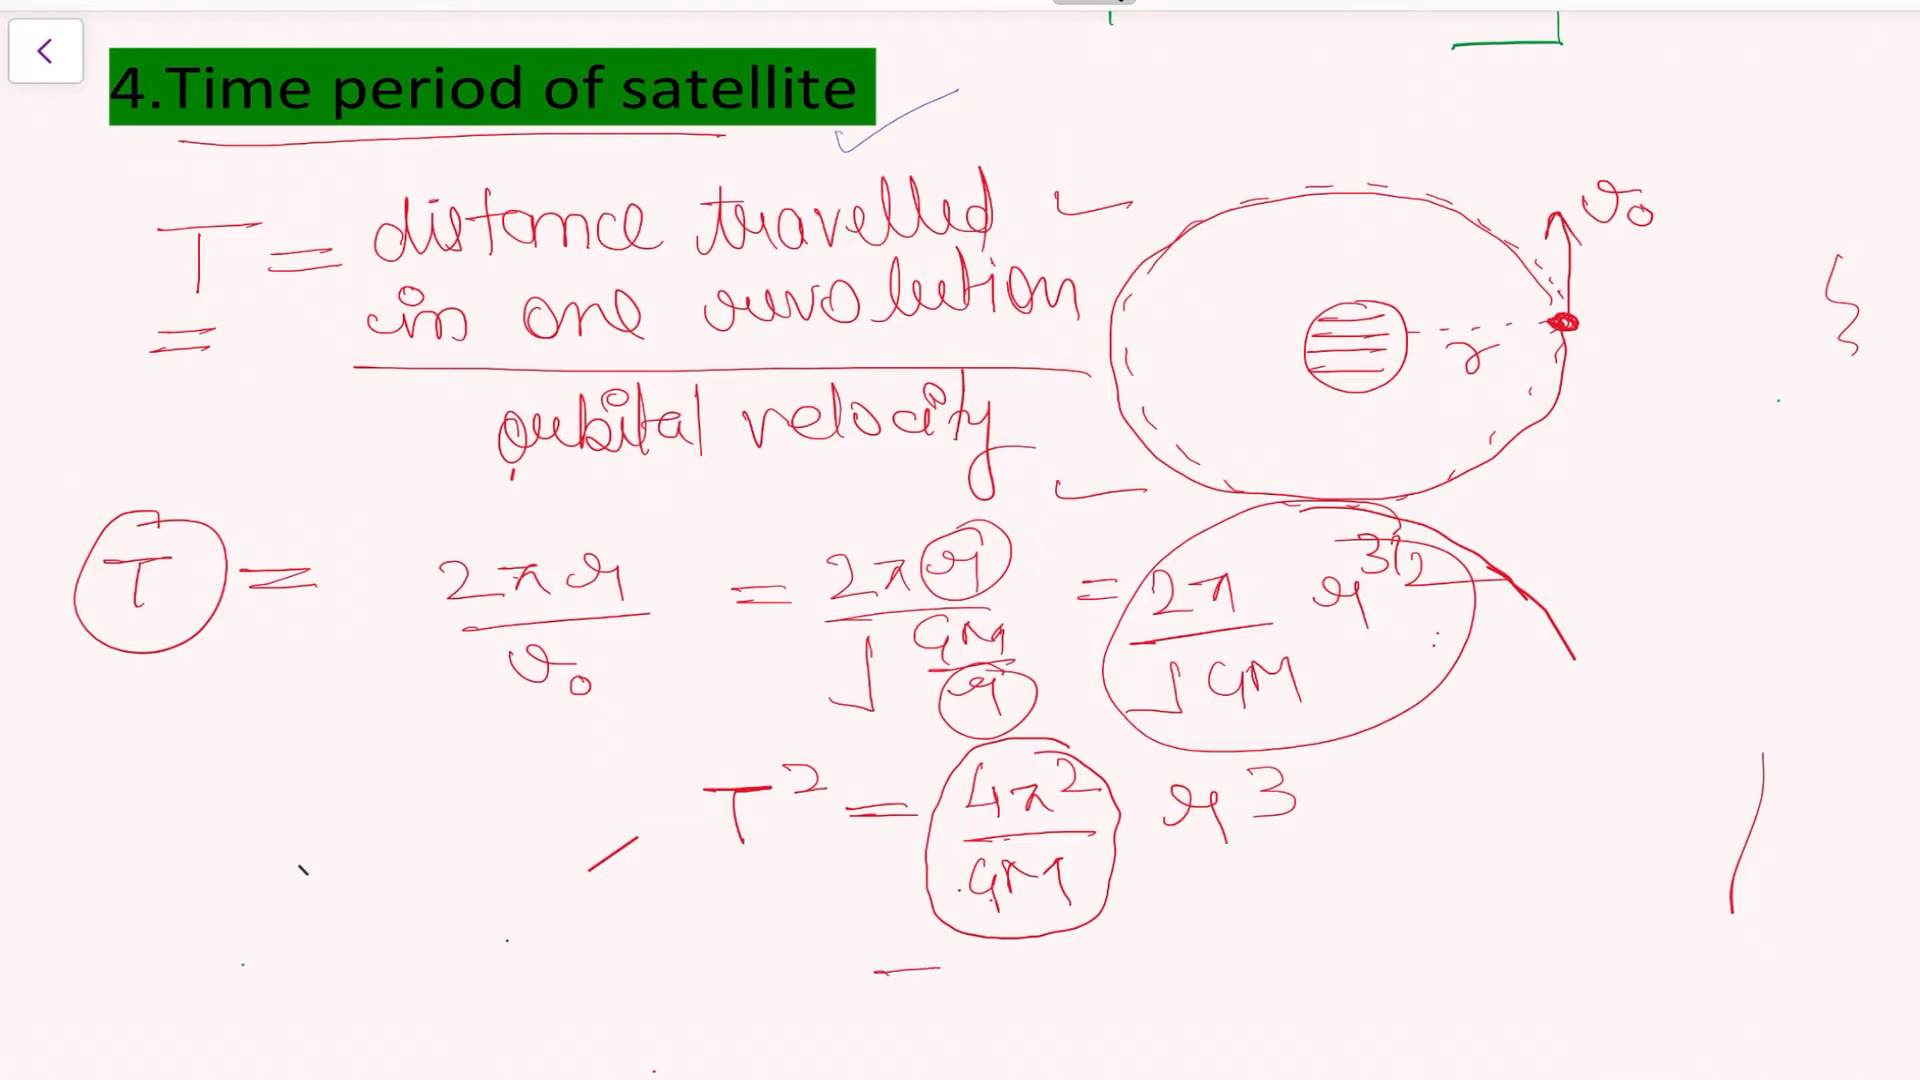 4.Time period of satellite
T = distance travelled
= in one revolution
orbital velocity
v₀
r
T = 2πr / v₀ = 2πr / √(GM/r) = 2π / √GM r^3/2
T² = 4π² / GM r³